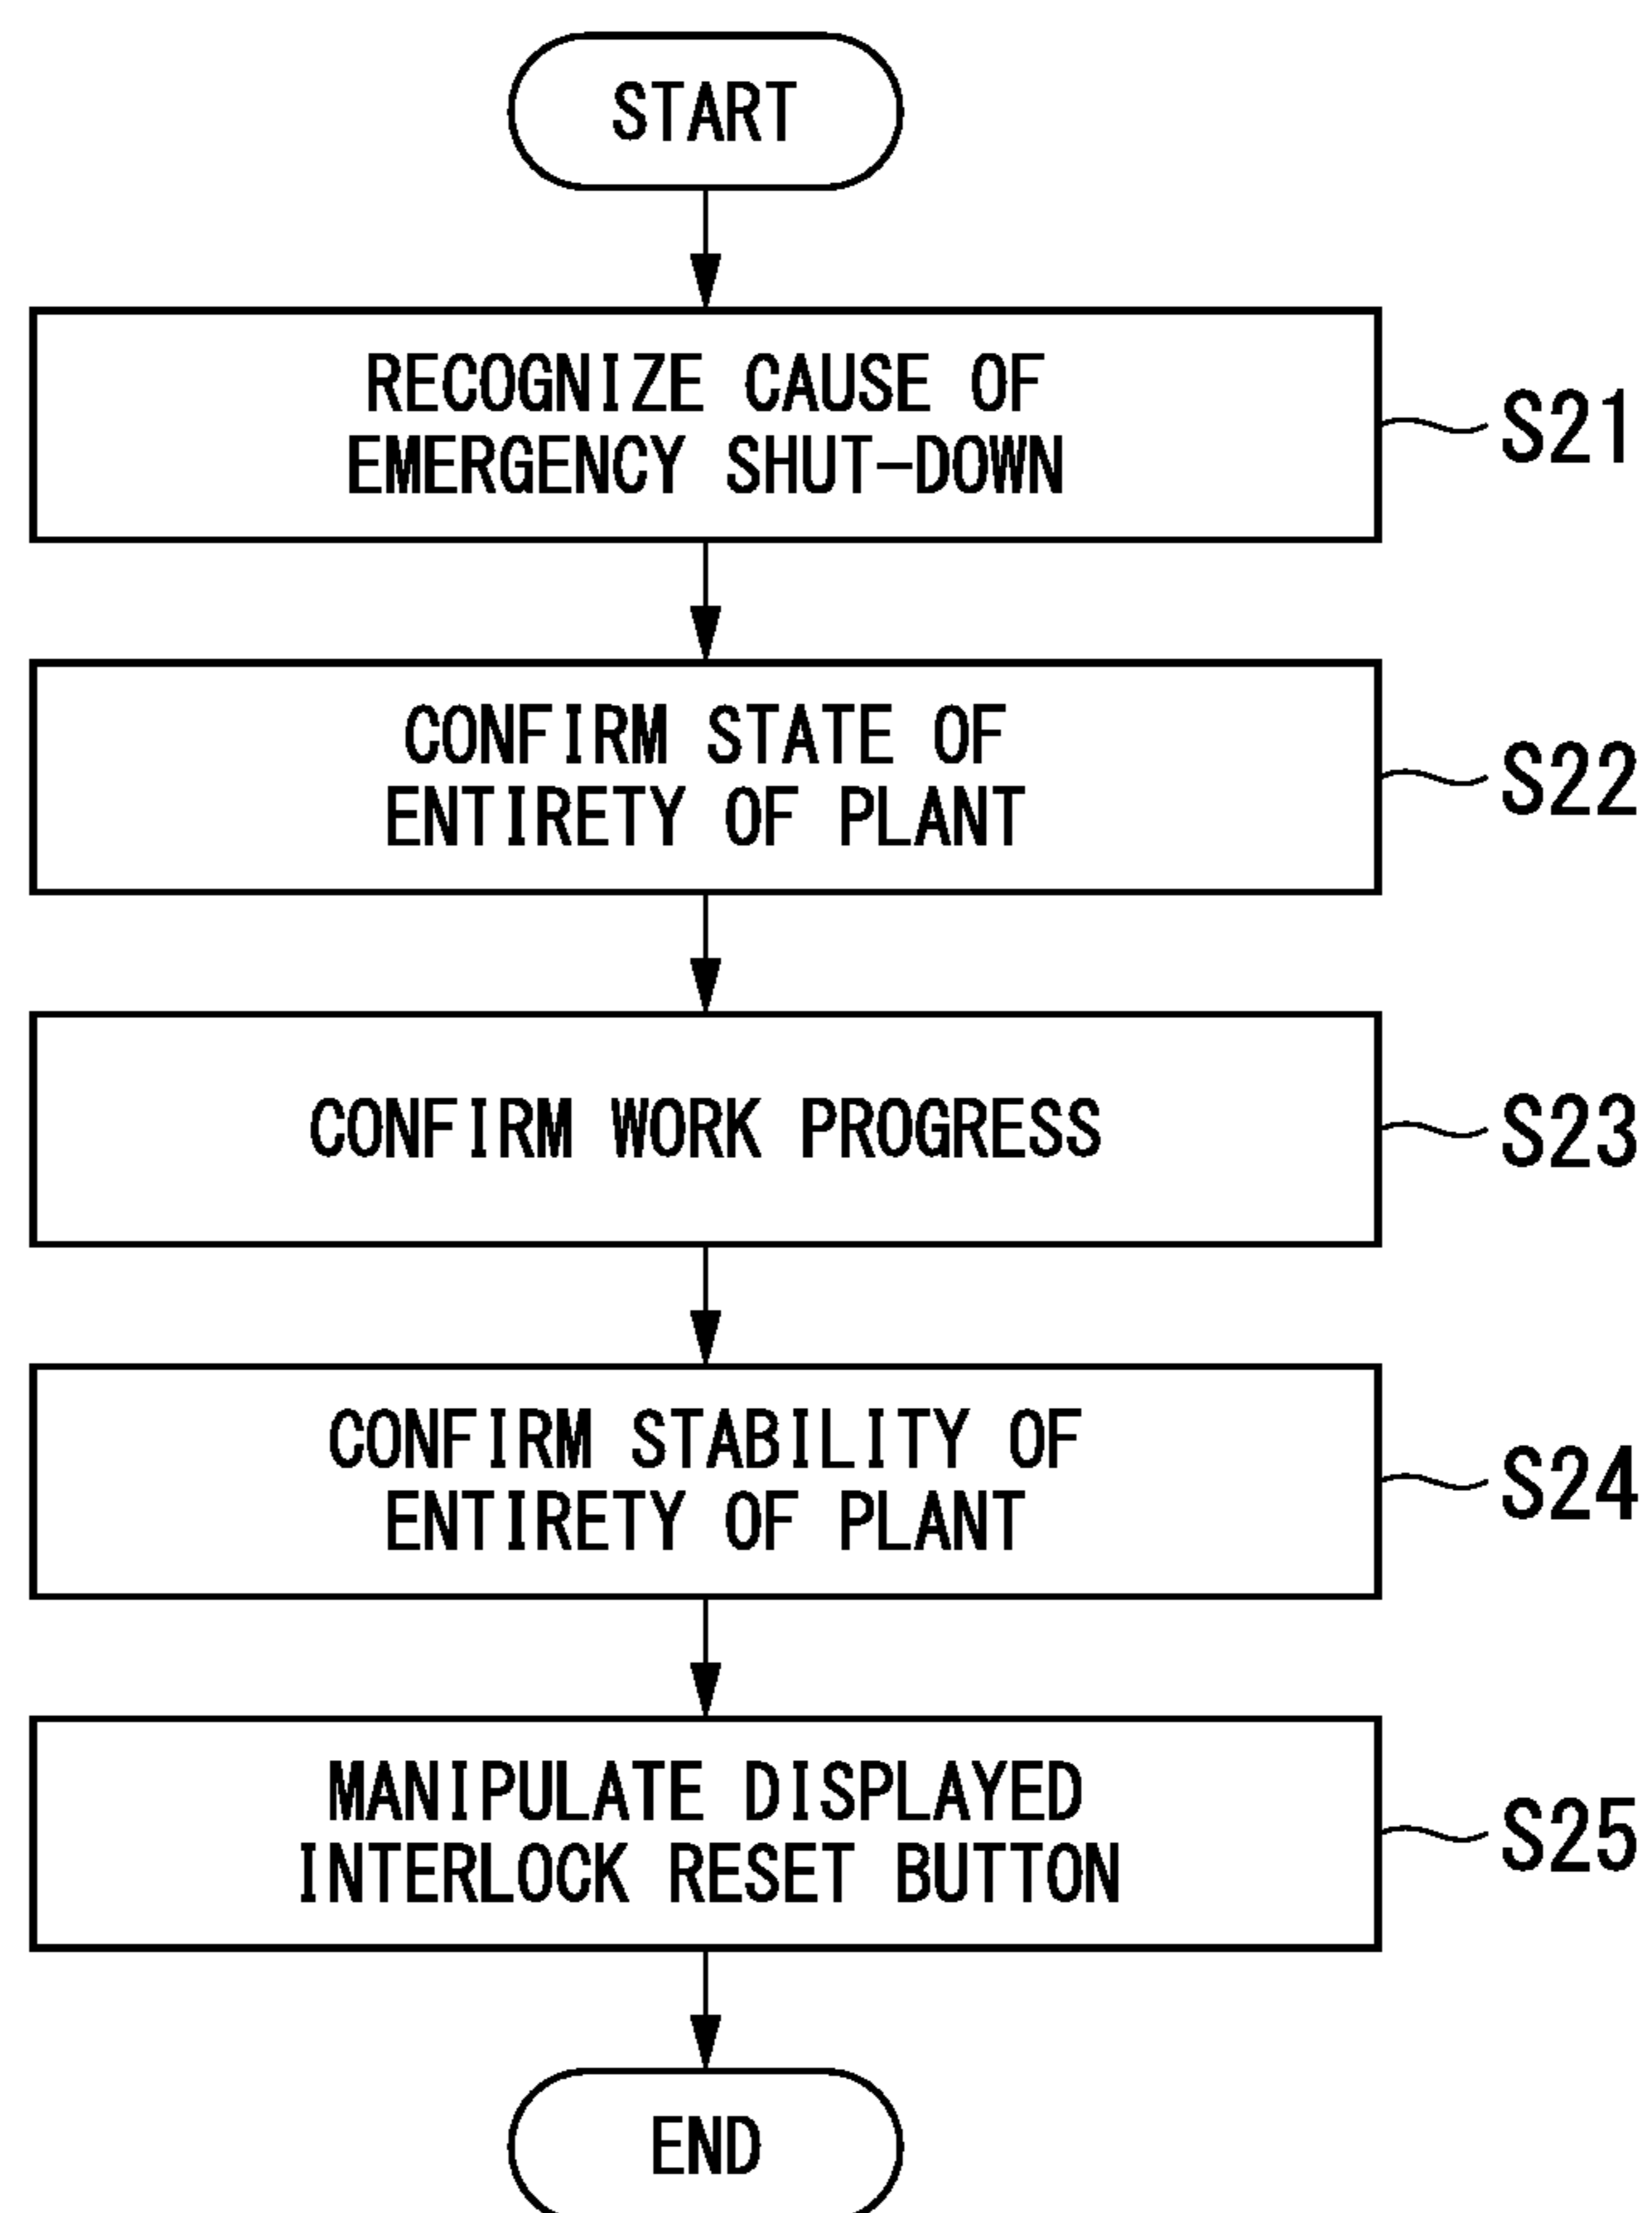 START
RECOGNIZE CAUSE OF
EMERGENCY SHUT-DOWN
S21
CONFIRM STATE OF
ENTIRETY OF PLANT
S22
CONFIRM WORK PROGRESS
S23
CONFIRM STABILITY OF
ENTIRETY OF PLANT
S24
MANIPULATE DISPLAYED
INTERLOCK RESET BUTTON
S25
END